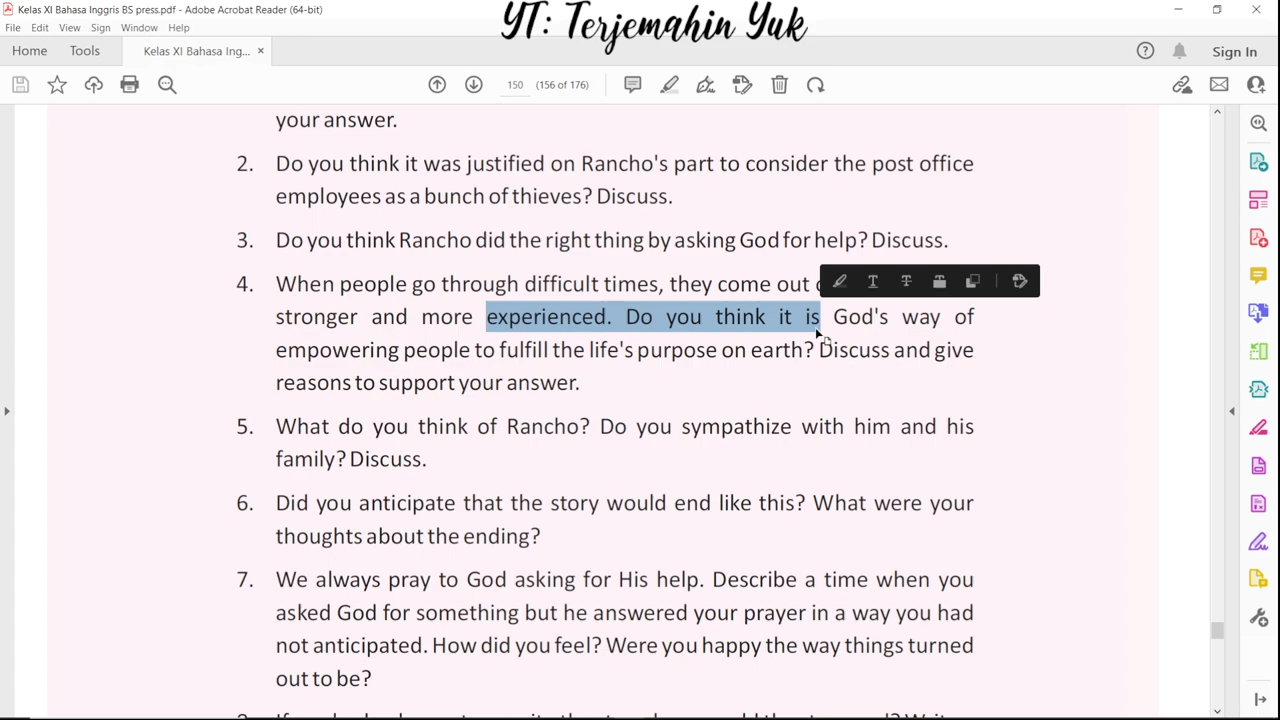 Kelas XI Bahasa Inggris BS press.pdf - Adobe Acrobat Reader (64-bit)
YT: Terjemahin Yuk
File Edit View Sign Window Help
Home Tools Kelas XI Bahasa Ing... × Sign In
150 (156 of 176)
your answer.
2. Do you think it was justified on Rancho's part to consider the post office
employees as a bunch of thieves? Discuss.
3. Do you think Rancho did the right thing by asking God for help? Discuss.
4. When people go through difficult times, they come out
stronger and more experienced. Do you think it is God's way of
empowering people to fulfill the life's purpose on earth? Discuss and give
reasons to support your answer.
5. What do you think of Rancho? Do you sympathize with him and his
family? Discuss.
6. Did you anticipate that the story would end like this? What were your
thoughts about the ending?
7. We always pray to God asking for His help. Describe a time when you
asked God for something but he answered your prayer in a way you had
not anticipated. How did you feel? Were you happy the way things turned
out to be?